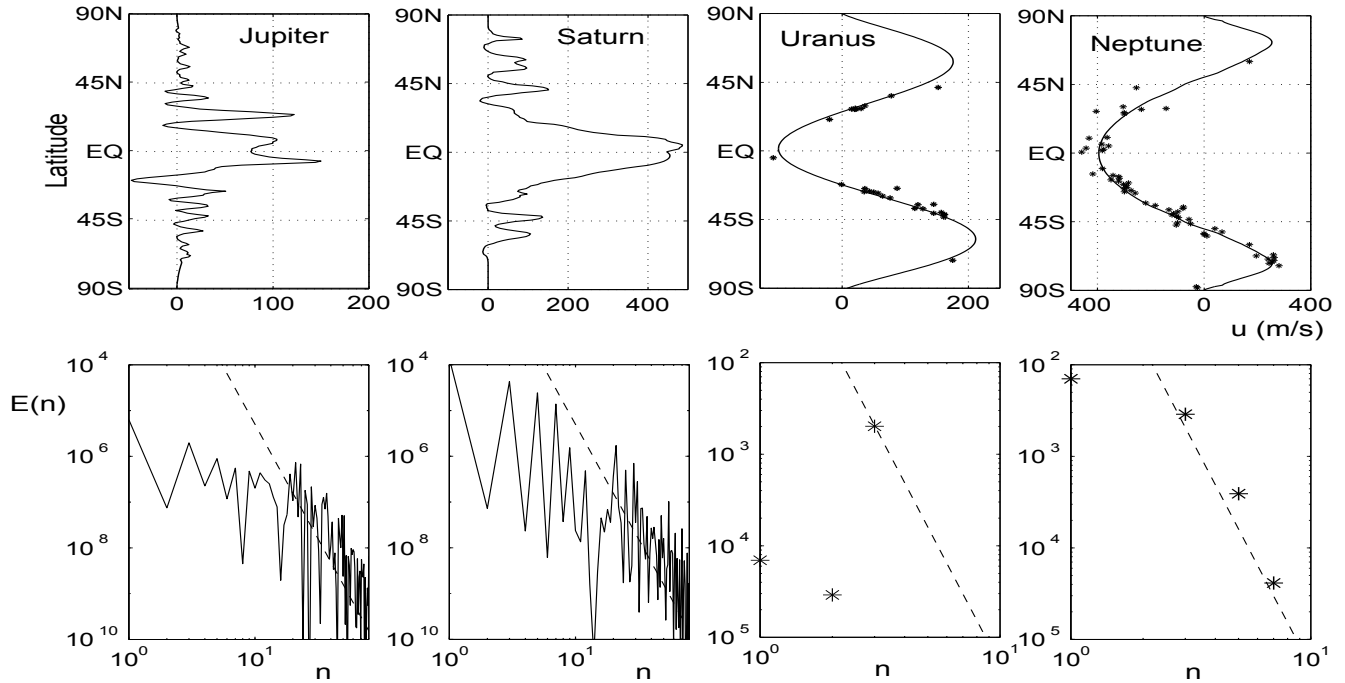 90N
45N
EQ
45S
90S
Latitude
Jupiter
0
100
200
90N
45N
EQ
45S
90S
Saturn
0
200
400
90N
45N
EQ
45S
90S
Uranus
0
200
90N
45N
EQ
45S
90S
Neptune
400
0
400
u (m/s)
E(n)
10^4
10^6
10^8
10^10
10^0
10^1
n
10^4
10^6
10^8
10^10
10^0
10^1
n
10^2
10^3
10^4
10^5
10^0
10^1
n
10^2
10^3
10^4
10^5
10^0
10^1
n